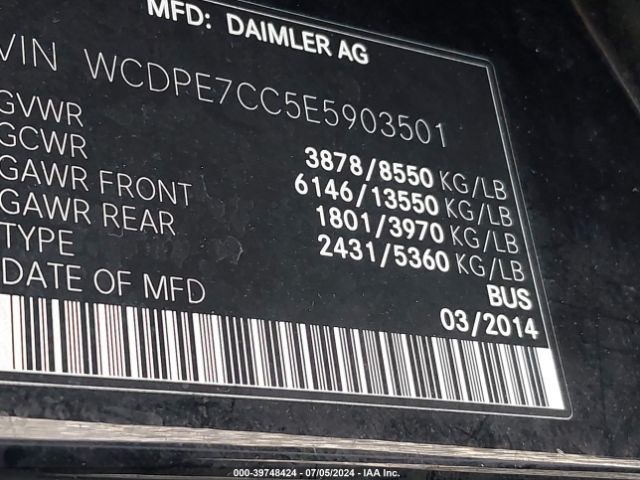 MFD: DAIMLER AG
VIN WCDPE7CC5E5903501
GVWR 3878/8550 KG/LB
GCWR 6146/13550 KG/LB
GAWR FRONT 1801/3970 KG/LB
GAWR REAR 2431/5360 KG/LB
TYPE BUS
DATE OF MFD 03/2014
000-39748424 - 07/05/2024 - IAA Inc.